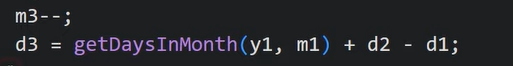 m3--;
d3 = getDaysInMonth(y1, m1) + d2 - d1;